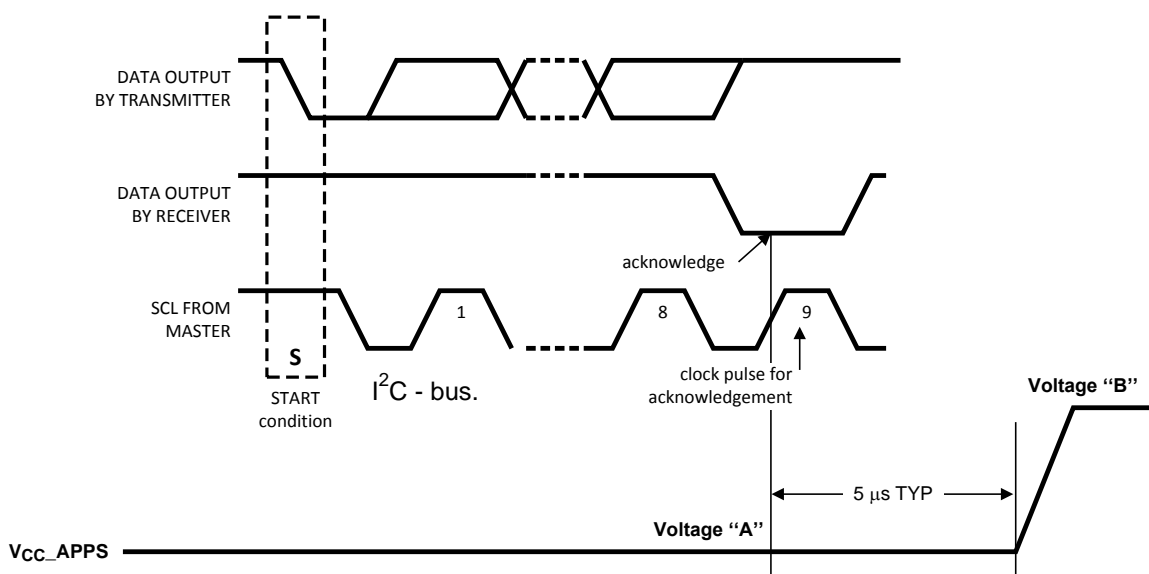 DATA OUTPUT
BY TRANSMITTER
DATA OUTPUT
BY RECEIVER
acknowledge
SCL FROM
MASTER
1
8
9
S
START
condition
I²C - bus.
clock pulse for
acknowledgement
Voltage “B”
5 μs TYP
Voltage “A”
VCC_APPS